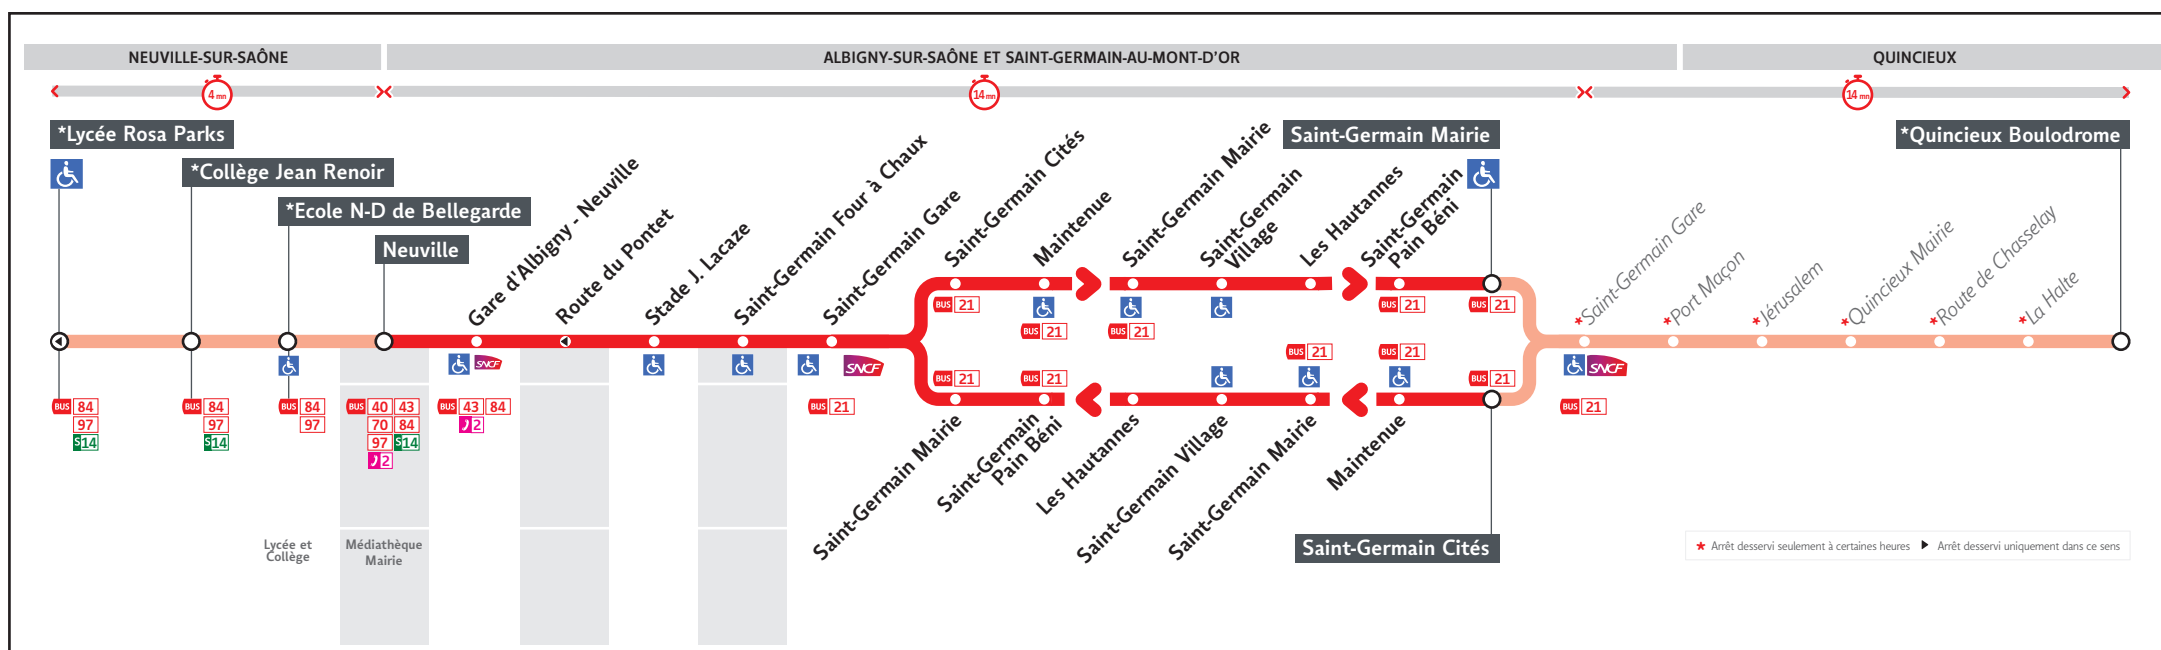 NEUVILLE-SUR-SAÔNE
ALBIGNY-SUR-SAÔNE ET SAINT-GERMAIN-AU-MONT-D'OR
QUINCIEUX
4 mn
14 mn
14 mn
*Lycée Rosa Parks
*Collège Jean Renoir
*Ecole N-D de Bellegarde
Neuville
Gare d'Albigny - Neuville
Route du Pontet
Stade J. Lacaze
Saint-Germain Four à Chaux
Saint-Germain Gare
Saint-Germain Cités
Maintenue
Saint-Germain Mairie
Saint-Germain
Village
Les Hautannes
Saint-Germain
Pain Béni
Saint-Germain Mairie
*Saint-Germain Gare
*Port Maçon
*Jérusalem
*Quincieux Mairie
*Route de Chasselay
*La Halte
*Quincieux Boulodrome
BUS 21
BUS 21
BUS 21
BUS 21
BUS 21
BUS 21
BUS 21
BUS 21
BUS 21
BUS 21
SNCF
SNCF
SNCF
BUS 84
97
S14
BUS 84
97
S14
BUS 84
97
BUS 40 43
70 84
97 S14
2
BUS 43 84
2
BUS 21
BUS 21
Saint-Germain Mairie
Saint-Germain
Pain Béni
Les Hautannes
Saint-Germain Village
Saint-Germain Mairie
Maintenue
Saint-Germain Cités
Lycée et
Collège
Médiathèque
Mairie
* Arrêt desservi seulement à certaines heures
Arrêt desservi uniquement dans ce sens